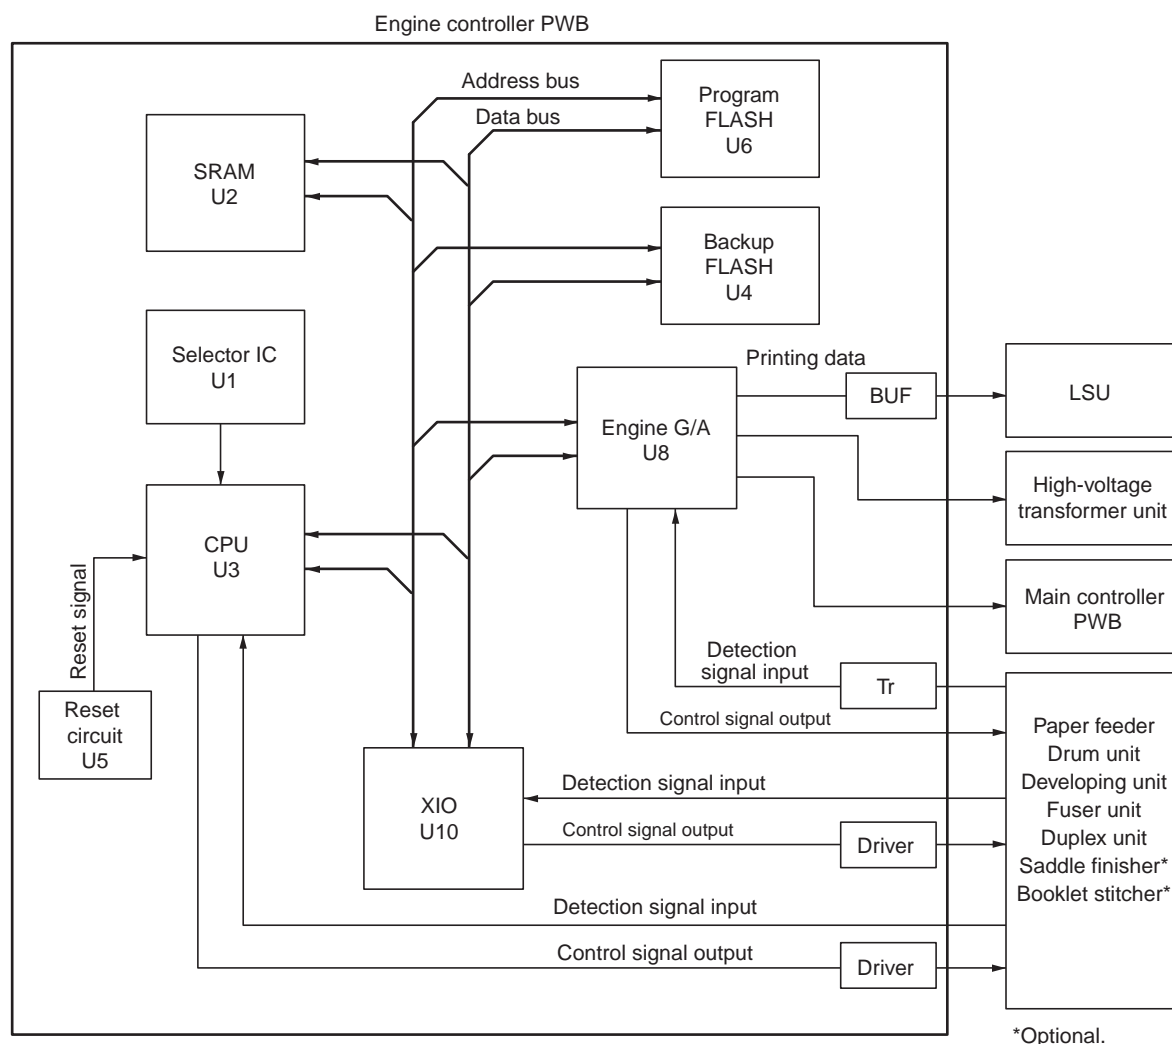 Engine controller PWB
Address bus
Data bus
Program
FLASH
U6
SRAM
U2
Backup
FLASH
U4
Selector IC
U1
Printing data
BUF
LSU
Engine G/A
U8
High-voltage
transformer unit
CPU
U3
Reset signal
Main controller
PWB
Detection
signal input
Tr
Control signal output
Reset
circuit
U5
Paper feeder
Drum unit
Developing unit
Fuser unit
Duplex unit
Saddle finisher*
Booklet stitcher*
XIO
U10
Detection signal input
Control signal output
Driver
Detection signal input
Control signal output
Driver
*Optional.